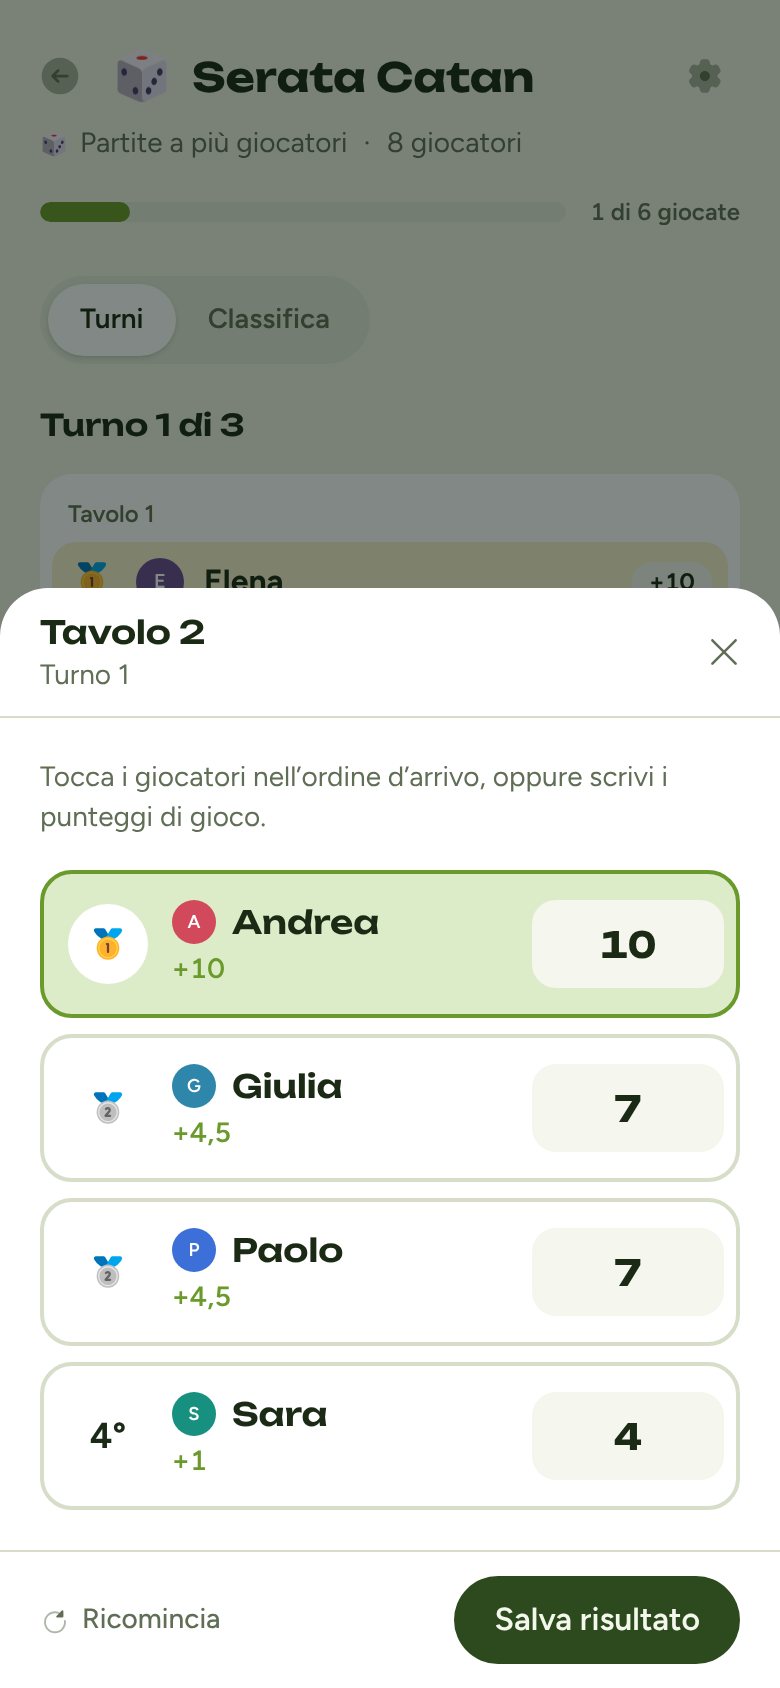 Serata Catan
Partite a più giocatori · 8 giocatori
1 di 6 giocate
Turni
Classifica
Turno 1 di 3
Tavolo 1
1
E
Elena
+10
Tavolo 2
Turno 1
Tocca i giocatori nell’ordine d’arrivo, oppure scrivi i
punteggi di gioco.
1
A
Andrea
+10
10
2
G
Giulia
+4,5
7
2
P
Paolo
+4,5
7
4°
S
Sara
+1
4
Ricomincia
Salva risultato